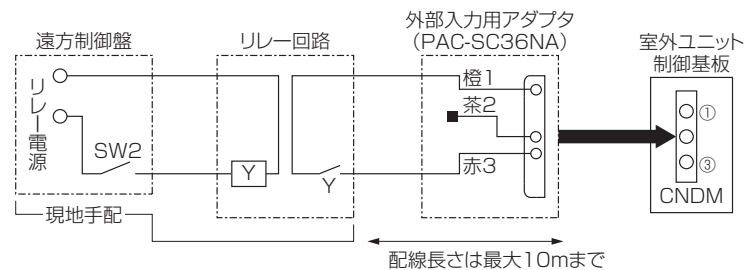 遠方制御盤
リレー電源
SW2
現地手配
リレー回路
Y
Y
外部入力用アダプタ
（PAC-SC36NA）
橙1
茶2
赤3
配線長さは最大10mまで
室外ユニット
制御基板
①
③
CNDM